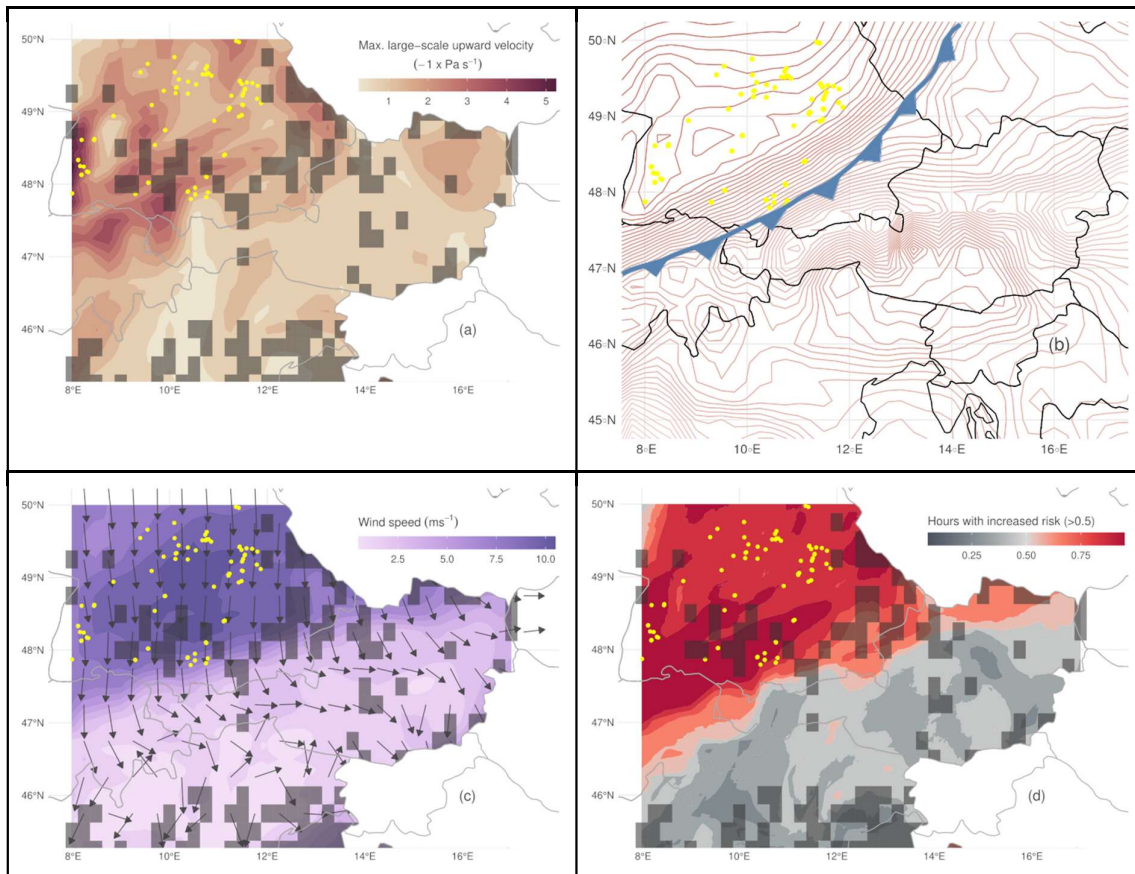 50°N
49°N
48°N
47°N
46°N
8°E 10°E 12°E 14°E 16°E
Max. large−scale upward velocity
(−1 x Pa s⁻¹)
1 2 3 4 5
(a)
50○N
49○N
48○N
47○N
46○N
45○N
8○E 10○E 12○E 14○E 16○E
(b)
50°N
49°N
48°N
47°N
46°N
8°E 10°E 12°E 14°E 16°E
Wind speed (ms⁻¹)
2.5 5.0 7.5 10.0
(c)
50°N
49°N
48°N
47°N
46°N
8°E 10°E 12°E 14°E 16°E
Hours with increased risk (>0.5)
0.25 0.50 0.75
(d)